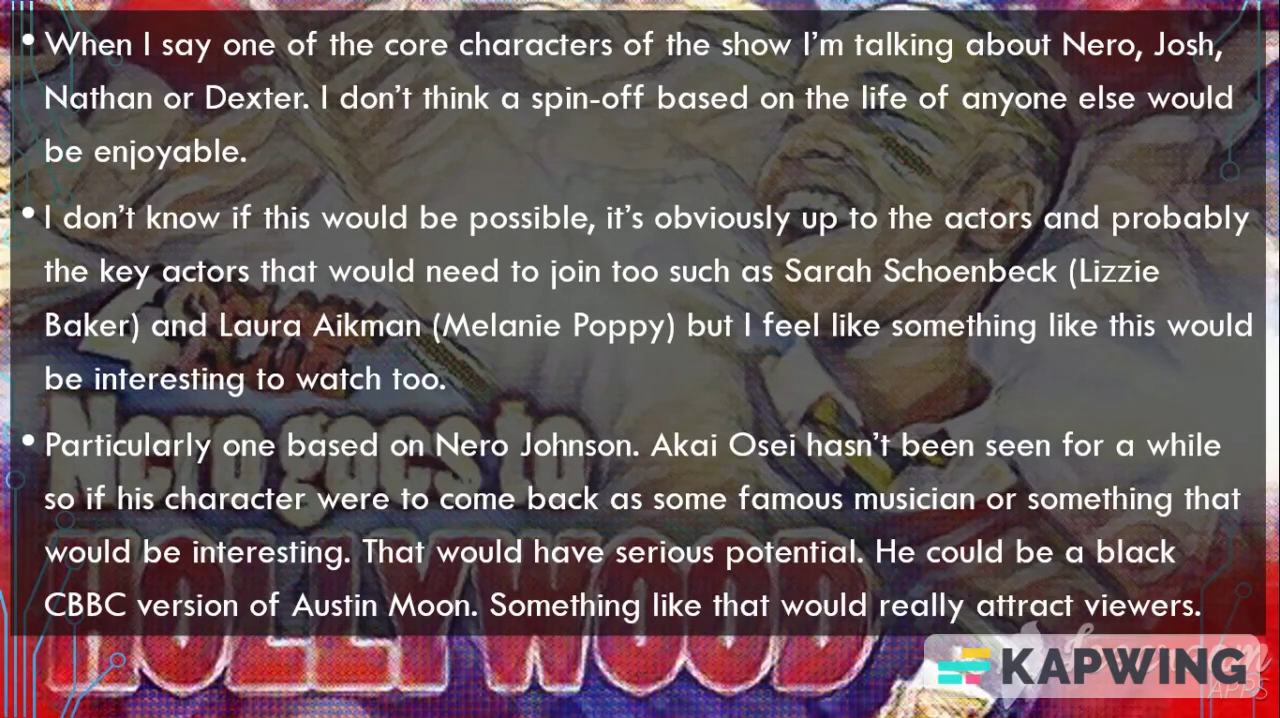 • When I say one of the core characters of the show I’m talking about Nero, Josh,
Nathan or Dexter. I don’t think a spin-off based on the life of anyone else would
be enjoyable.
• I don’t know if this would be possible, it’s obviously up to the actors and probably
the key actors that would need to join too such as Sarah Schoenbeck (Lizzie
Baker) and Laura Aikman (Melanie Poppy) but I feel like something like this would
be interesting to watch too.
• Particularly one based on Nero Johnson. Akai Osei hasn’t been seen for a while
so if his character were to come back as some famous musician or something that
would be interesting. That would have serious potential. He could be a black
CBBC version of Austin Moon. Something like that would really attract viewers.
Nero goes to
HOLLYWOOD
KAPWING
APPS